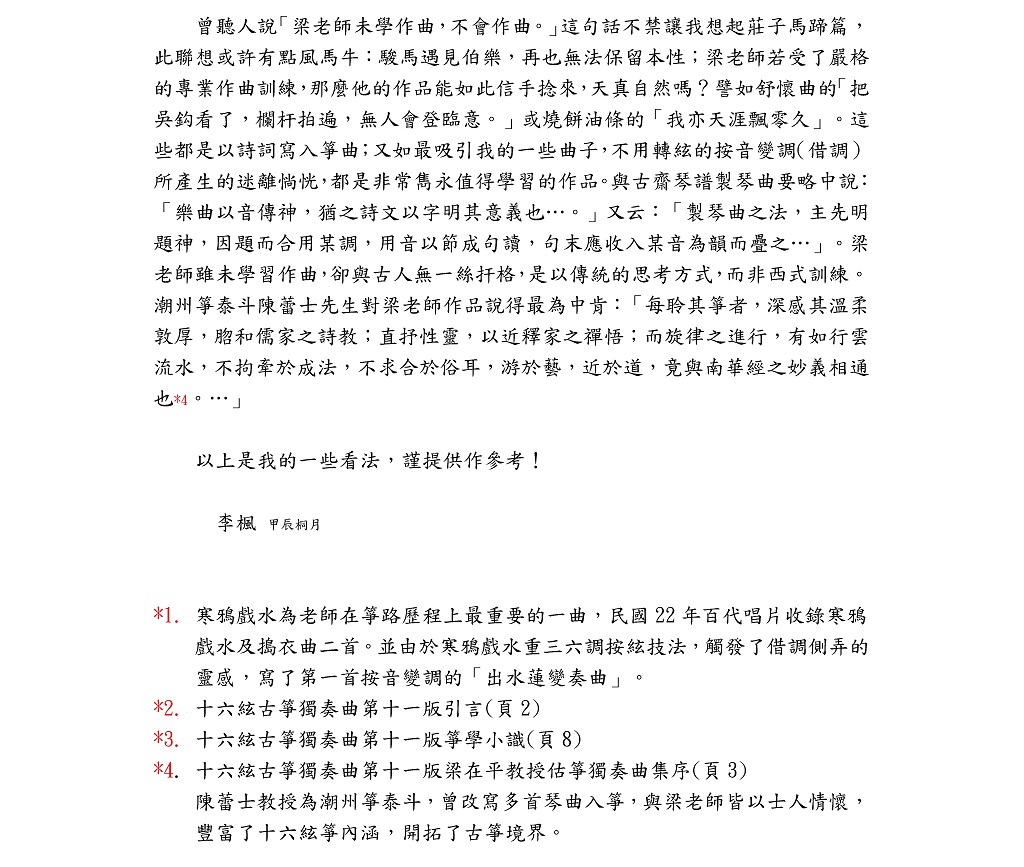 曾聽人說「梁老師未學作曲，不會作曲。」這句話不禁讓我想起莊子馬蹄篇，
此聯想或許有點風馬牛：駿馬遇見伯樂，再也無法保留本性；梁老師若受了嚴格
的專業作曲訓練，那麼他的作品能如此信手捻來，天真自然嗎？譬如舒懷曲的「把
吳鈎看了，欄杆拍遍，無人會登臨意。」或燒餅油條的「我亦天涯飄零久」。這
些都是以詩詞寫入箏曲；又如最吸引我的一些曲子，不用轉絃的按音變調(借調)
所產生的迷離惝恍，都是非常雋永值得學習的作品。與古齋琴譜製琴曲要略中說：
「樂曲以音傳神，猶之詩文以字明其意義也…。」又云：「製琴曲之法，主先明
題神，因題而合用某調，用音以節成句讀，句末應收入某音為韻而疊之…」。梁
老師雖未學習作曲，卻與古人無一絲扞格，是以傳統的思考方式，而非西式訓練。
潮州箏泰斗陳蕾士先生對梁老師作品說得最為中肯：「每聆其箏者，深感其溫柔
敦厚，脗和儒家之詩教；直抒性靈，以近釋家之禪悟；而旋律之進行，有如行雲
流水，不拘牽於成法，不求合於俗耳，游於藝，近於道，竟與南華經之妙義相通
也*4。…」
以上是我的一些看法，謹提供作參考！
李楓 甲辰桐月
*1. 寒鴉戲水為老師在箏路歷程上最重要的一曲，民國 22 年百代唱片收錄寒鴉
戲水及搗衣曲二首。並由於寒鴉戲水重三六調按絃技法，觸發了借調側弄的
靈感，寫了第一首按音變調的「出水蓮變奏曲」。
*2. 十六絃古箏獨奏曲第十一版引言(頁 2)
*3. 十六絃古箏獨奏曲第十一版箏學小識(頁 8)
*4. 十六絃古箏獨奏曲第十一版梁在平教授估箏獨奏曲集序(頁 3)
陳蕾士教授為潮州箏泰斗，曾改寫多首琴曲入箏，與梁老師皆以士人情懷，
豐富了十六絃箏內涵，開拓了古箏境界。